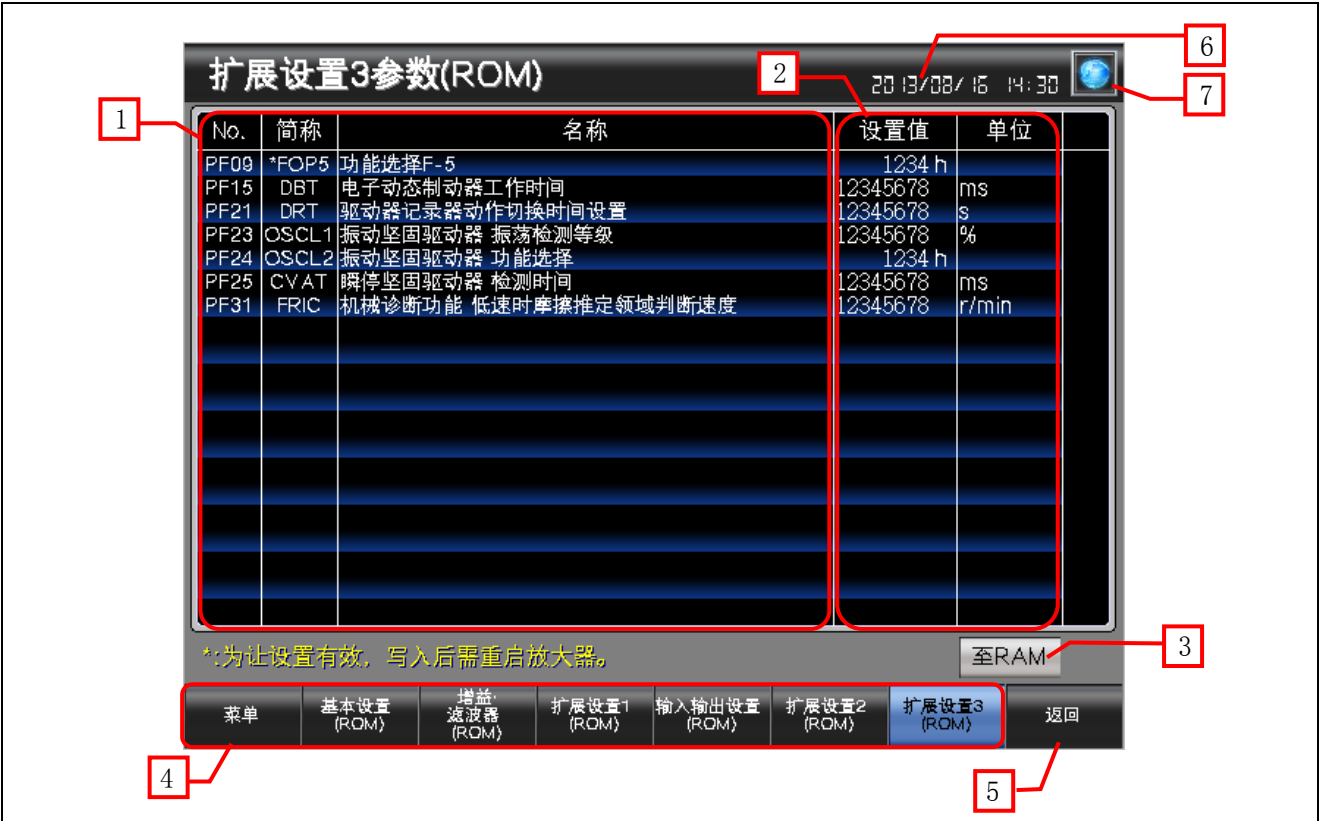 6
扩展设置3参数(ROM)
2
2013/08/16 14:30
7
1
No. 简称 名称 设置值 单位
PF09 *FOP5 功能选择F-5 1234 h
PF15 DBT 电子动态制动器工作时间 12345678 ms
PF21 DRT 驱动器记录器动作切换时间设置 12345678 s
PF23 OSCL1 振动坚固驱动器 振荡检测等级 12345678 %
PF24 OSCL2 振动坚固驱动器 功能选择 1234 h
PF25 CVAT 瞬停坚固驱动器 检测时间 12345678 ms
PF31 FRIC 机械诊断功能 低速时摩擦推定领域判断速度 12345678 r/min
*:为让设置有效，写入后需重启放大器。
至RAM
3
菜单
基本设置
(ROM)
增益·
滤波器
(ROM)
扩展设置1
(ROM)
输入输出设置
(ROM)
扩展设置2
(ROM)
扩展设置3
(ROM)
返回
4
5